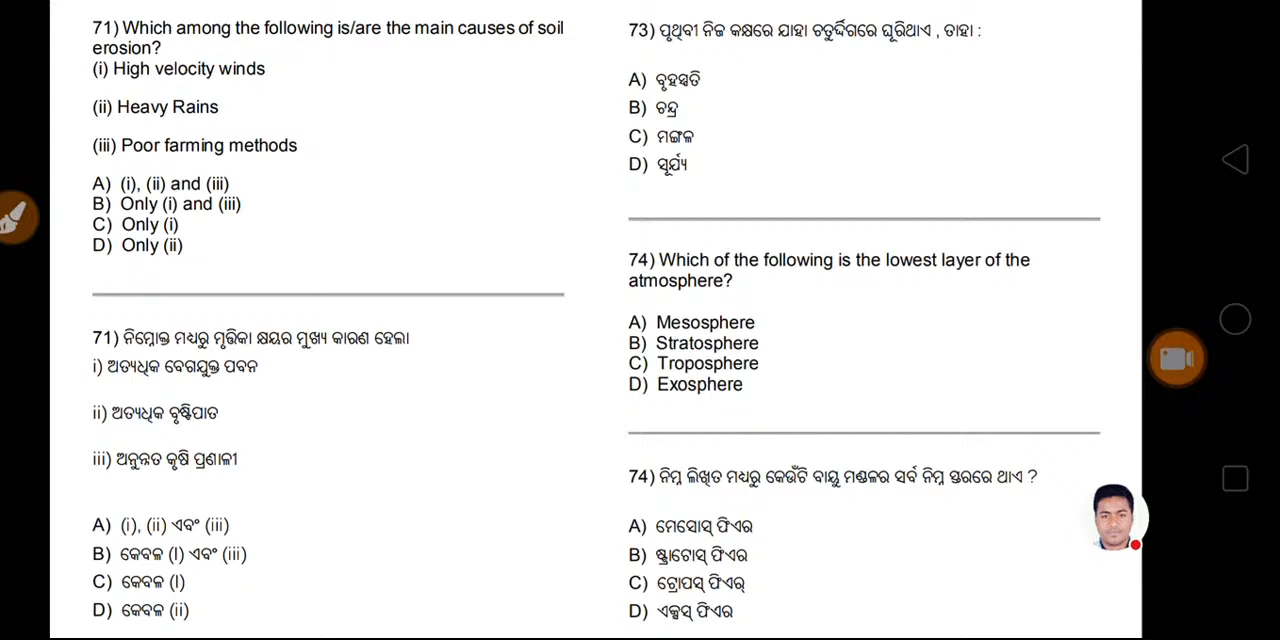 71) Which among the following is/are the main causes of soil
erosion?
(i) High velocity winds
(ii) Heavy Rains
(iii) Poor farming methods
A) (i), (ii) and (iii)
B) Only (i) and (iii)
C) Only (i)
D) Only (ii)
71) ନିମ୍ନୋକ୍ତ ମଧ୍ୟରୁ ମୃତ୍ତିକା କ୍ଷୟର ମୁଖ୍ୟ କାରଣ ହେଲା
i) ଅତ୍ୟଧିକ ବେଗଯୁକ୍ତ ପବନ
ii) ଅତ୍ୟଧିକ ବୃଷ୍ଟିପାତ
iii) ଅନୁନ୍ନତ କୃଷି ପ୍ରଣାଳୀ
A) (i), (ii) ଏବଂ (iii)
B) କେବଳ (I) ଏବଂ (iii)
C) କେବଳ (I)
D) କେବଳ (ii)
73) ପୃଥିବୀ ନିଜ କକ୍ଷରେ ଯାହା ଚତୁର୍ଦ୍ଦିଗରେ ଘୂରିଥାଏ , ତାହା :
A) ବୃହସ୍ପତି
B) ଚନ୍ଦ୍ର
C) ମଙ୍ଗଳ
D) ସୂର୍ଯ୍ୟ
74) Which of the following is the lowest layer of the
atmosphere?
A) Mesosphere
B) Stratosphere
C) Troposphere
D) Exosphere
74) ନିମ୍ନ ଲିଖିତ ମଧ୍ୟରୁ କେଉଁଟି ବାୟୁ ମଣ୍ଡଳର ସର୍ବ ନିମ୍ନ ସ୍ତରରେ ଥାଏ ?
A) ମେସୋସ୍ ଫିଏର
B) ଷ୍ଟ୍ରାଟୋସ୍ ଫିଏର
C) ଟ୍ରୋପସ୍ ଫିଏର୍
D) ଏକ୍ସସ୍ ଫିଏର